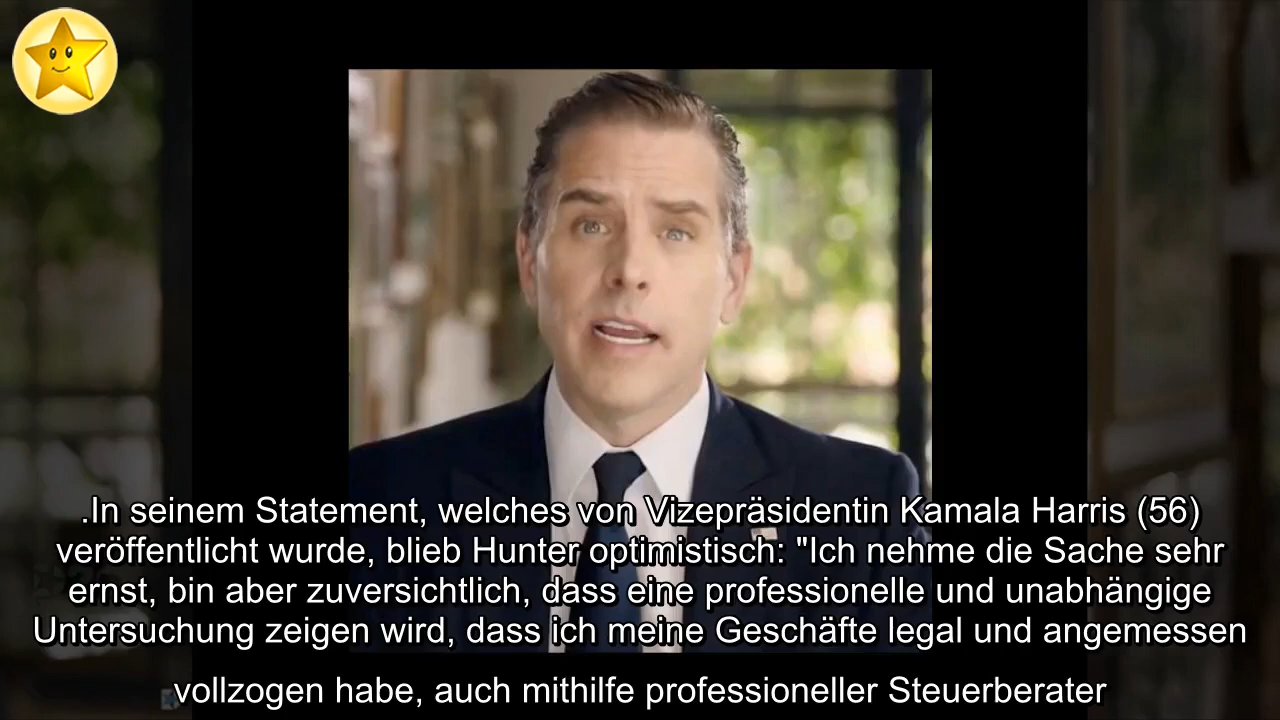 .In seinem Statement, welches von Vizepräsidentin Kamala Harris (56)
veröffentlicht wurde, blieb Hunter optimistisch: "Ich nehme die Sache sehr
ernst, bin aber zuversichtlich, dass eine professionelle und unabhängige
Untersuchung zeigen wird, dass ich meine Geschäfte legal und angemessen
vollzogen habe, auch mithilfe professioneller Steuerberater